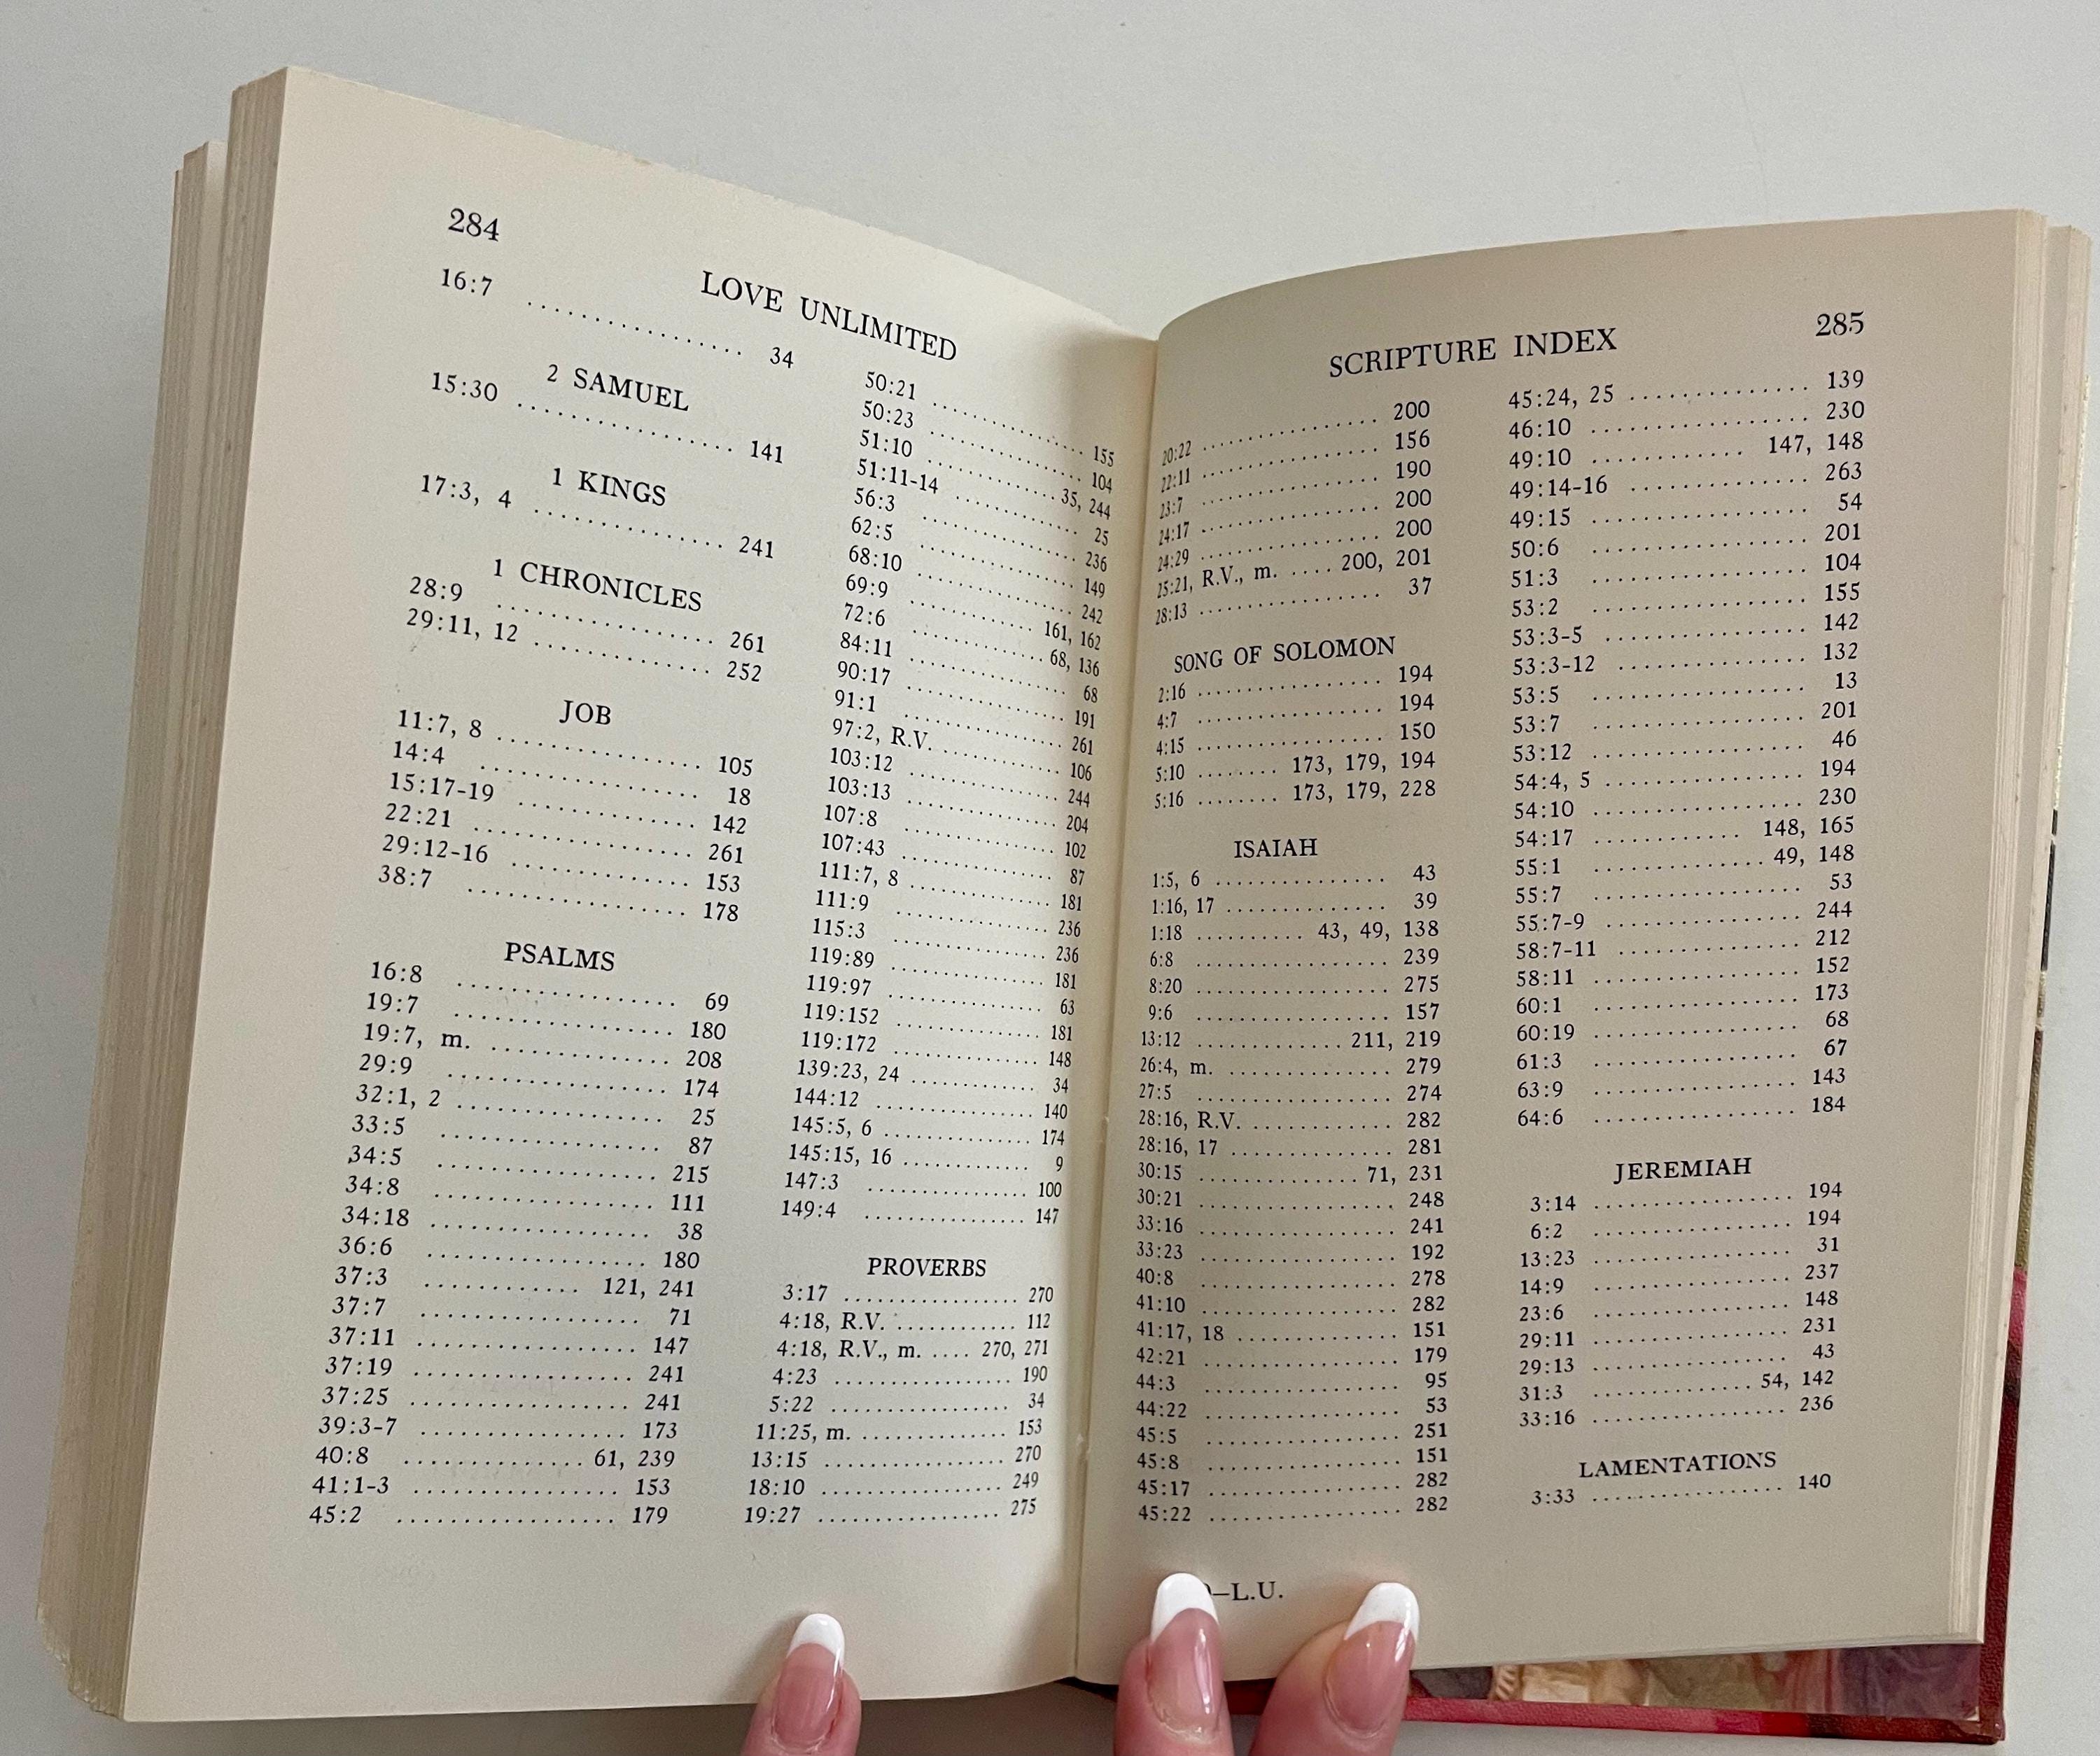 284
LOVE UNLIMITED
16:7 ................ 34
2 SAMUEL
15:30 ................ 141
1 KINGS
17:3, 4 .............. 241
1 CHRONICLES
28:9 ................ 261
29:11, 12 ............. 252
JOB
11:7, 8 ............... 105
14:4 ................ 18
15:17-19 ............. 142
22:21 ................ 261
29:12-16 ............. 153
38:7 ................ 178
PSALMS
16:8 ................ 69
19:7 ................ 180
19:7, m. ............. 208
29:9 ................ 174
32:1, 2 ............... 25
33:5 ................ 87
34:5 ................ 215
34:8 ................ 111
34:18 ................ 38
36:6 ................ 180
37:3 ............ 121, 241
37:7 ................ 71
37:11 ................ 147
37:19 ................ 241
37:25 ................ 241
39:3-7 ............... 173
40:8 ............. 61, 239
41:1-3 ............... 153
45:2 ................ 179
50:21 ................ 155
50:23 ................ 104
51:10 ............ 35, 244
51:11-14 ............. 25
56:3 ................ 236
62:5 ................ 149
68:10 ................ 242
69:9 ............ 161, 162
72:6 ............. 68, 136
84:11 ................ 68
90:17 ................ 191
91:1 ................ 261
97:2, R.V. ............ 106
103:12 ............... 244
103:13 ............... 204
107:8 ................ 102
107:43 ............... 87
111:7, 8 ............. 181
111:9 ................ 236
115:3 ................ 236
119:89 ............... 181
119:97 ............... 63
119:152 .............. 181
119:172 .............. 148
139:23, 24 ............ 34
144:12 ............... 140
145:5, 6 ............. 174
145:15, 16 ............ 9
147:3 ................ 100
149:4 ................ 147
PROVERBS
3:17 ................ 270
4:18, R.V. ............ 112
4:18, R.V., m. .... 270, 271
4:23 ................ 190
5:22 ................ 34
11:25, m. ............. 153
13:15 ................ 270
18:10 ................ 249
19:27 ................ 275
SCRIPTURE INDEX
285
20:22 ................ 200
22:11 ................ 156
23:7 ................ 190
24:17 ................ 200
24:29 ................ 200
25:21, R.V., m. .... 200, 201
28:13 ................ 37
SONG OF SOLOMON
2:16 ................ 194
4:7 ................ 194
4:15 ................ 150
5:10 ........ 173, 179, 194
5:16 ........ 173, 179, 228
ISAIAH
1:5, 6 ................ 43
1:16, 17 .............. 39
1:18 .......... 43, 49, 138
6:8 ................ 239
8:20 ................ 275
9:6 ................ 157
13:12 ............ 211, 219
26:4, m. .............. 279
27:5 ................ 274
28:16, R.V. ............ 282
28:16, 17 ............. 281
30:15 ............. 71, 231
30:21 ................ 248
33:16 ................ 241
33:23 ................ 192
40:8 ................ 278
41:10 ................ 282
41:17, 18 ............. 151
42:21 ................ 179
44:3 ................ 95
44:22 ................ 53
45:5 ................ 251
45:8 ................ 151
45:17 ................ 282
45:22 ................ 282
45:24, 25 ............. 139
46:10 ................ 230
49:10 ............ 147, 148
49:14-16 ............. 263
49:15 ................ 54
50:6 ................ 201
51:3 ................ 104
53:2 ................ 155
53:3-5 ............... 142
53:3-12 .............. 132
53:5 ................ 13
53:7 ................ 201
53:12 ................ 46
54:4, 5 ............... 194
54:10 ................ 230
54:17 ............ 148, 165
55:1 ............. 49, 148
55:7 ................ 53
55:7-9 ............... 244
58:7-11 .............. 212
58:11 ................ 152
60:1 ................ 173
60:19 ................ 68
61:3 ................ 67
63:9 ................ 143
64:6 ................ 184
JEREMIAH
3:14 ................ 194
6:2 ................ 194
13:23 ................ 31
14:9 ................ 237
23:6 ................ 148
29:11 ................ 231
29:13 ................ 43
31:3 ............. 54, 142
33:16 ................ 236
LAMENTATIONS
3:33 ................ 140
–L.U.